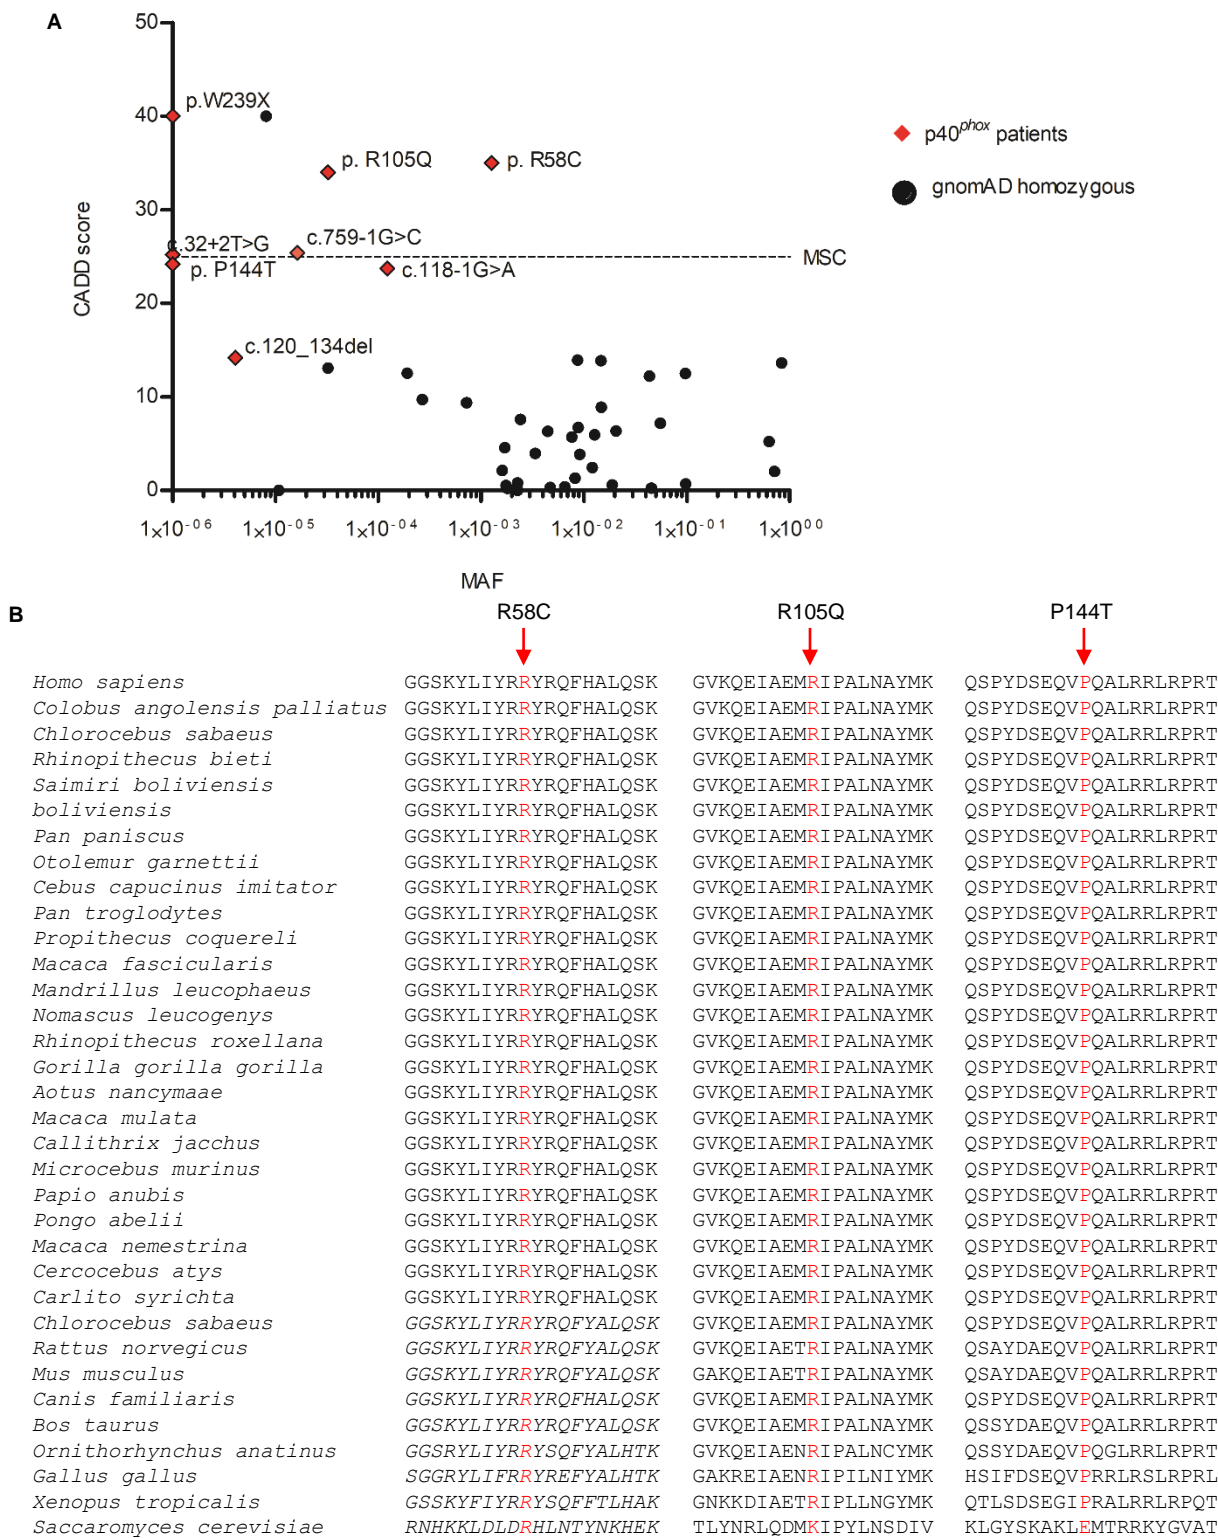 A
50
40
30
20
10
0
CADD score
p.W239X
p. R105Q
p. R58C
c.32+2T>G
c.759-1G>C
p. P144T
c.118-1G>A
c.120_134del
MSC
p40phox patients
gnomAD homozygous
1x10-06 1x10-05 1x10-04 1x10-03 1x10-02 1x10-01 1x1000
MAF
B
R58C R105Q P144T
Homo sapiens GGSKYLIYRRYRQFHALQSK GVKQEIAEMRIPALNAYMK QSPYDSEQVPQALRRLRPRT
Colobus angolensis palliatus GGSKYLIYRRYRQFHALQSK GVKQEIAEMRIPALNAYMK QSPYDSEQVPQALRRLRPRT
Chlorocebus sabaeus GGSKYLIYRRYRQFHALQSK GVKQEIAEMRIPALNAYMK QSPYDSEQVPQALRRLRPRT
Rhinopithecus bieti GGSKYLIYRRYRQFHALQSK GVKQEIAEMRIPALNAYMK QSPYDSEQVPQALRRLRPRT
Saimiri boliviensis GGSKYLIYRRYRQFHALQSK GVKQEIAEMRIPALNAYMK QSPYDSEQVPQALRRLRPRT
boliviensis GGSKYLIYRRYRQFHALQSK GVKQEIAEMRIPALNAYMK QSPYDSEQVPQALRRLRPRT
Pan paniscus GGSKYLIYRRYRQFHALQSK GVKQEIAEMRIPALNAYMK QSPYDSEQVPQALRRLRPRT
Otolemur garnettii GGSKYLIYRRYRQFHALQSK GVKQEIAEMRIPALNAYMK QSPYDSEQVPQALRRLRPRT
Cebus capucinus imitator GGSKYLIYRRYRQFHALQSK GVKQEIAEMRIPALNAYMK QSPYDSEQVPQALRRLRPRT
Pan troglodytes GGSKYLIYRRYRQFHALQSK GVKQEIAEMRIPALNAYMK QSPYDSEQVPQALRRLRPRT
Propithecus coquereli GGSKYLIYRRYRQFHALQSK GVKQEIAEMRIPALNAYMK QSPYDSEQVPQALRRLRPRT
Macaca fascicularis GGSKYLIYRRYRQFHALQSK GVKQEIAEMRIPALNAYMK QSPYDSEQVPQALRRLRPRT
Mandrillus leucophaeus GGSKYLIYRRYRQFHALQSK GVKQEIAEMRIPALNAYMK QSPYDSEQVPQALRRLRPRT
Nomascus leucogenys GGSKYLIYRRYRQFHALQSK GVKQEIAEMRIPALNAYMK QSPYDSEQVPQALRRLRPRT
Rhinopithecus roxellana GGSKYLIYRRYRQFHALQSK GVKQEIAEMRIPALNAYMK QSPYDSEQVPQALRRLRPRT
Gorilla gorilla gorilla GGSKYLIYRRYRQFHALQSK GVKQEIAEMRIPALNAYMK QSPYDSEQVPQALRRLRPRT
Aotus nancymaae GGSKYLIYRRYRQFHALQSK GVKQEIAEMRIPALNAYMK QSPYDSEQVPQALRRLRPRT
Macaca mulata GGSKYLIYRRYRQFHALQSK GVKQEIAEMRIPALNAYMK QSPYDSEQVPQALRRLRPRT
Callithrix jacchus GGSKYLIYRRYRQFHALQSK GVKQEIAEMRIPALNAYMK QSPYDSEQVPQALRRLRPRT
Microcebus murinus GGSKYLIYRRYRQFHALQSK GVKQEIAEMRIPALNAYMK QSPYDSEQVPQALRRLRPRT
Papio anubis GGSKYLIYRRYRQFHALQSK GVKQEIAEMRIPALNAYMK QSPYDSEQVPQALRRLRPRT
Pongo abelii GGSKYLIYRRYRQFHALQSK GVKQEIAEMRIPALNAYMK QSPYDSEQVPQALRRLRPRT
Macaca nemestrina GGSKYLIYRRYRQFHALQSK GVKQEIAEMRIPALNAYMK QSPYDSEQVPQALRRLRPRT
Cercocebus atys GGSKYLIYRRYRQFHALQSK GVKQEIAEMRIPALNAYMK QSPYDSEQVPQALRRLRPRT
Carlito syrichta GGSKYLIYRRYRQFHALQSK GVKQEIAEMRIPALNAYMK QSPYDSEQVPQALRRLRPRT
Chlorocebus sabaeus GGSKYLIYRRYRQFYALQSK GVKQEIAEMRIPALNAYMK QSPYDSEQVPQALRRLRPRT
Rattus norvegicus GGSKYLIYRRYRQFYALQSK GVKQEIAETRIPALNAYMK QSAYDAEQVPQALRRLRPRT
Mus musculus GGSKYLIYRRYRQFYALQSK GAKQEIAETRIPALNAYMK QSAYDAEQVPQALRRLRPRT
Canis familiaris GGSKYLIYRRYRQFHALQSK GVKQEIAEMRIPALNAYMK QSPYDSEQVPQALRRLRPRT
Bos taurus GGSKYLIYRRYRQFYALQSK GVKQEIAEMRIPALNAYMK QSSYDAEQVPQALRRLRPRT
Ornithorhynchus anatinus GGSRYLIYRRYSQFYALHTK GVKQEIAENRIPALNCYMK QSSYDAEQVPQGLRRLRPRT
Gallus gallus SGGRYLIFRRYREFYALHTK GAKREIAENRIPILNIYMK HSIFDSEQVPRRLRSLRPRL
Xenopus tropicalis GSSKYFIYRRYSQFFTLHAK GNKKDIAETRIPLLNGYMK QTLSDSEGIPRALRRLRPQT
Saccaromyces cerevisiae RNHKKLDLDRHLNTYNKHEK TLYNRLQDMKIPYLNSDIV KLGYSKAKLEMTRRKYGVAT